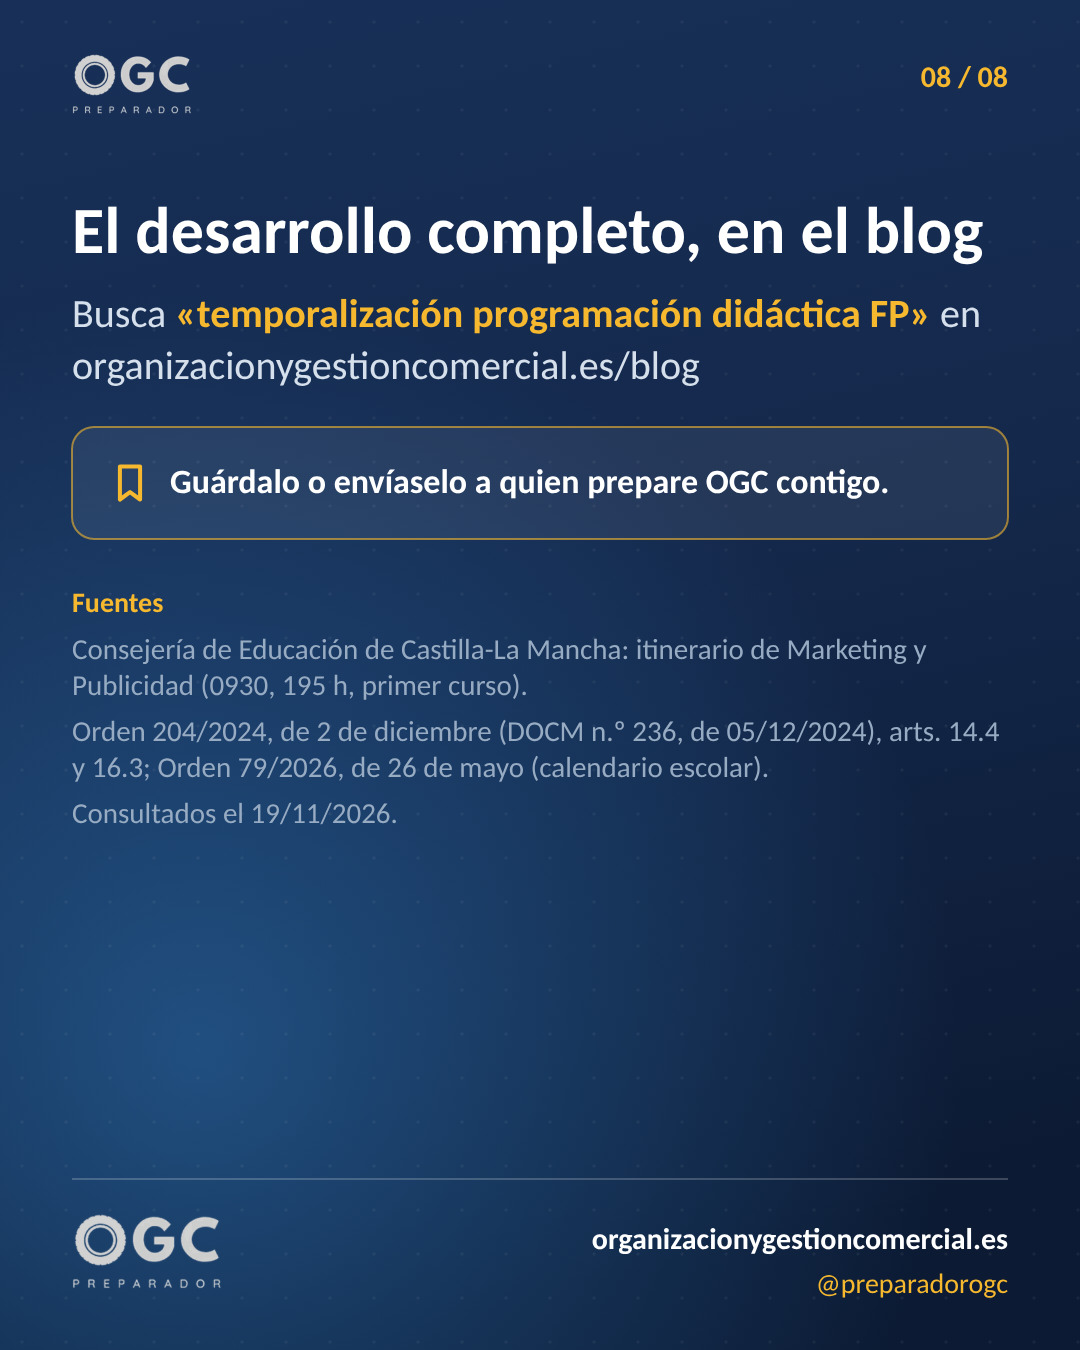 OGC
PREPARADOR
08 / 08
El desarrollo completo, en el blog
Busca «temporalización programación didáctica FP» en
organizacionygestioncomercial.es/blog
Guárdalo o envíaselo a quien prepare OGC contigo.
Fuentes
Consejería de Educación de Castilla-La Mancha: itinerario de Marketing y
Publicidad (0930, 195 h, primer curso).
Orden 204/2024, de 2 de diciembre (DOCM n.º 236, de 05/12/2024), arts. 14.4
y 16.3; Orden 79/2026, de 26 de mayo (calendario escolar).
Consultados el 19/11/2026.
OGC
PREPARADOR
organizacionygestioncomercial.es
@preparadorogc